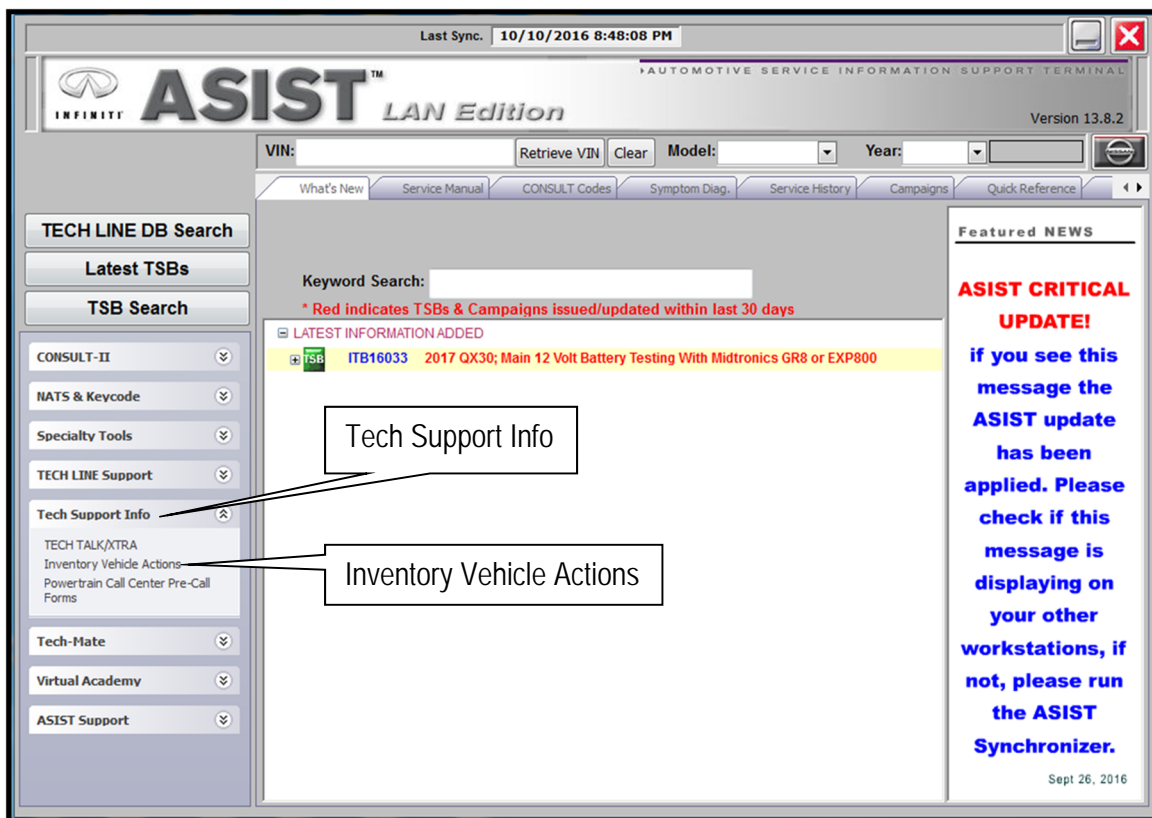 Last Sync. 10/10/2016 8:48:08 PM
INFINITI ASIST™ LAN Edition
AUTOMOTIVE SERVICE INFORMATION SUPPORT TERMINAL
Version 13.8.2
VIN: Retrieve VIN Clear Model: Year:
What's New Service Manual CONSULT Codes Symptom Diag. Service History Campaigns Quick Reference
TECH LINE DB Search
Latest TSBs
TSB Search
CONSULT-II
NATS & Keycode
Specialty Tools
TECH LINE Support
Tech Support Info
TECH TALK/XTRA
Inventory Vehicle Actions
Powertrain Call Center Pre-Call
Forms
Tech-Mate
Virtual Academy
ASIST Support
Keyword Search:
* Red indicates TSBs & Campaigns issued/updated within last 30 days
LATEST INFORMATION ADDED
TSB ITB16033 2017 QX30; Main 12 Volt Battery Testing With Midtronics GR8 or EXP800
Tech Support Info
Inventory Vehicle Actions
Featured NEWS
ASIST CRITICAL
UPDATE!
if you see this
message the
ASIST update
has been
applied. Please
check if this
message is
displaying on
your other
workstations, if
not, please run
the ASIST
Synchronizer.
Sept 26, 2016